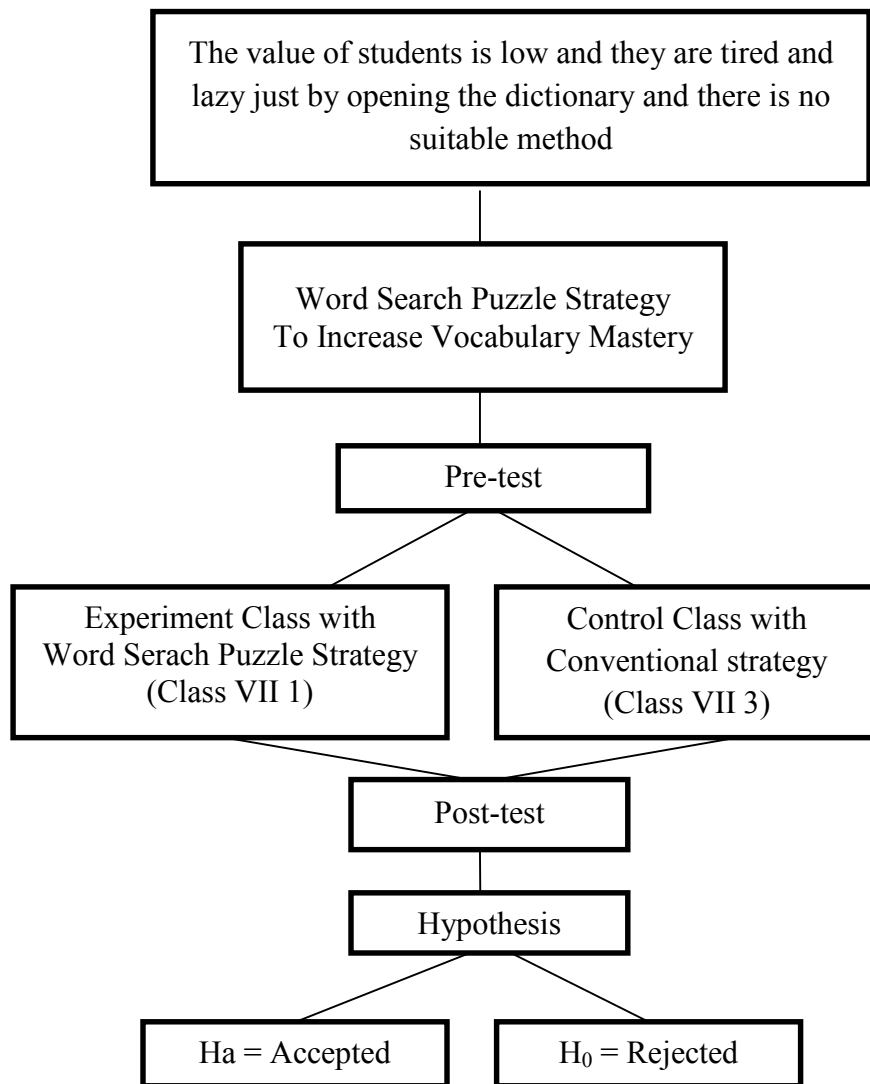 The value of students is low and they are tired and
lazy just by opening the dictionary and there is no
suitable method
Word Search Puzzle Strategy
To Increase Vocabulary Mastery
Pre-test
Experiment Class with
Word Serach Puzzle Strategy
(Class VII 1)
Control Class with
Conventional strategy
(Class VII 3)
Post-test
Hypothesis
Ha = Accepted
H₀ = Rejected